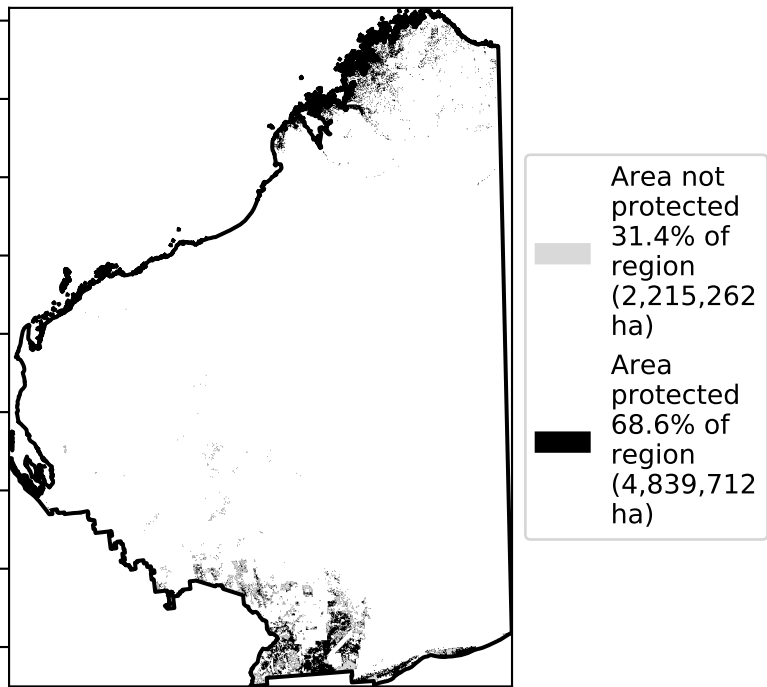 Area not
protected
31.4% of
region
(2,215,262
ha)
Area
protected
68.6% of
region
(4,839,712
ha)